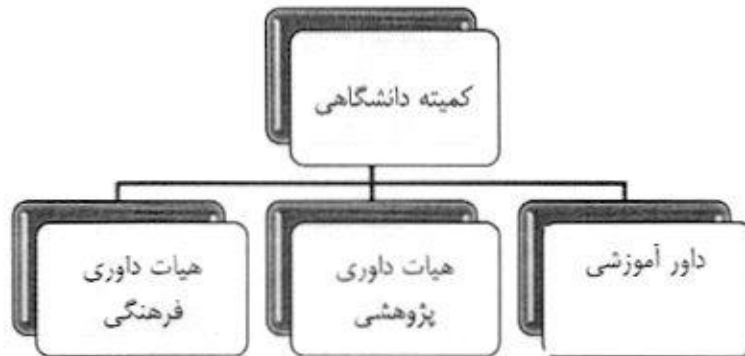 کمیته دانشگاهی
داور آموزشی
هیات داوری
پژوهشی
هیات داوری
فرهنگی